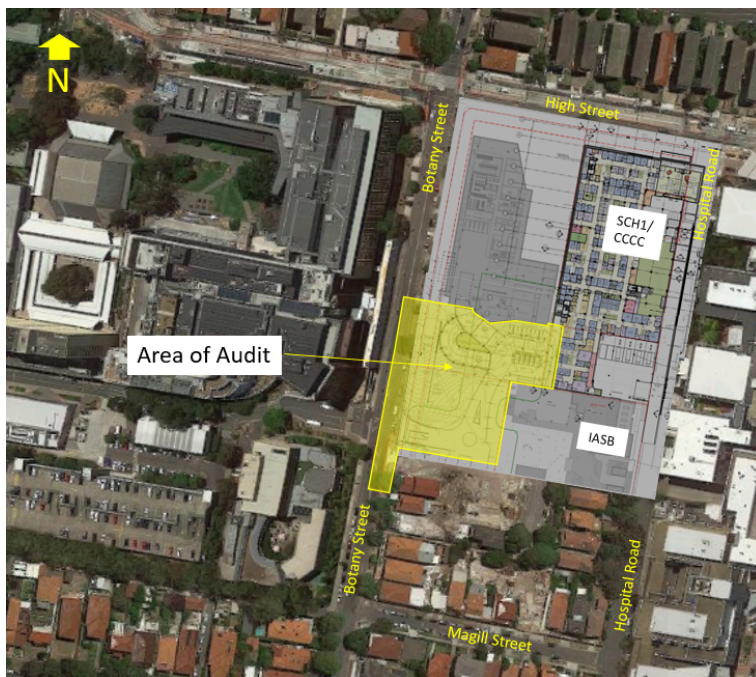 N
High Street
Botany Street
Hospital Road
SCH1/
CCCC
Area of Audit
IASB
Botany Street
Hospital Road
Magill Street